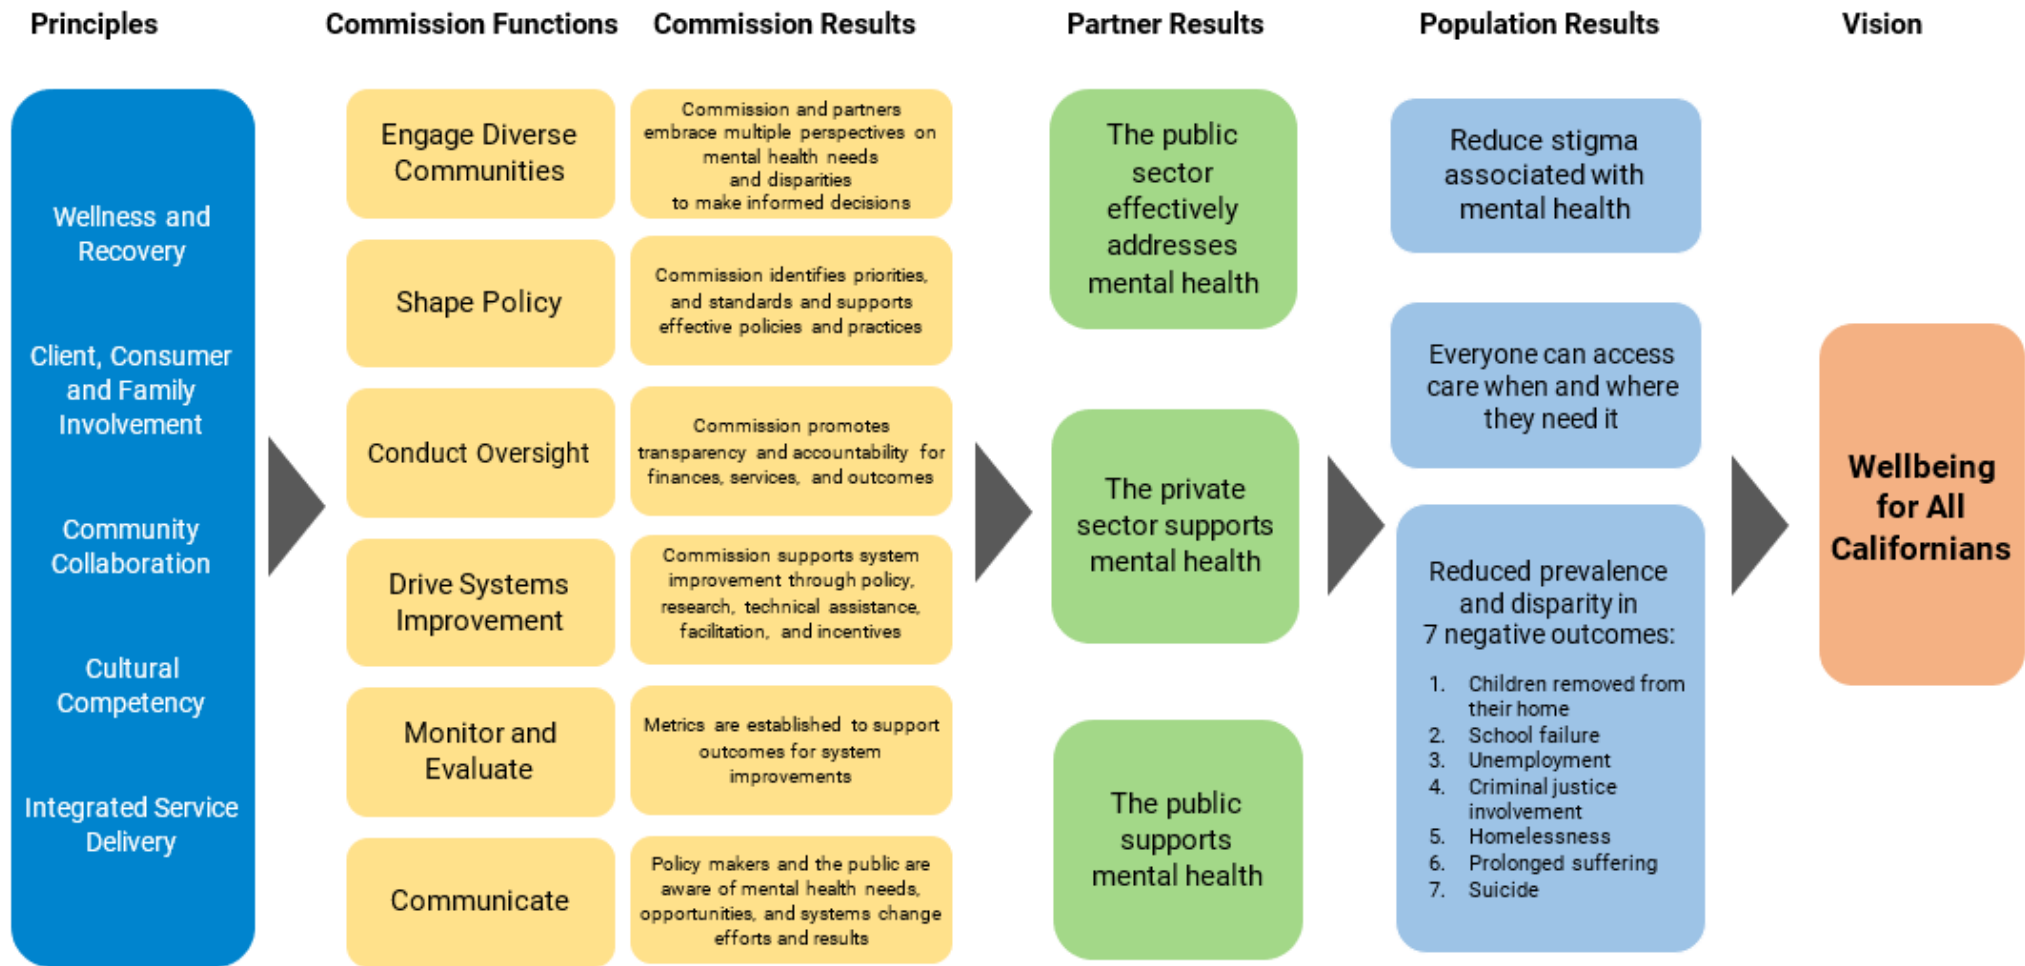 Principles
Commission Functions
Commission Results
Partner Results
Population Results
Vision
Wellness and
Recovery
Client, Consumer
and Family
Involvement
Community
Collaboration
Cultural
Competency
Integrated Service
Delivery
Engage Diverse
Communities
Commission and partners
embrace multiple perspectives on
mental health needs
and disparities
to make informed decisions
Shape Policy
Commission identifies priorities,
and standards and supports
effective policies and practices
Conduct Oversight
Commission promotes
transparency and accountability for
finances, services, and outcomes
Drive Systems
Improvement
Commission supports system
improvement through policy,
research, technical assistance,
facilitation, and incentives
Monitor and
Evaluate
Metrics are established to support
outcomes for system
improvements
Communicate
Policy makers and the public are
aware of mental health needs,
opportunities, and systems change
efforts and results
The public
sector
effectively
addresses
mental health
The private
sector supports
mental health
The public
supports
mental health
Reduce stigma
associated with
mental health
Everyone can access
care when and where
they need it
Reduced prevalence
and disparity in
7 negative outcomes:
1. Children removed from
their home
2. School failure
3. Unemployment
4. Criminal justice
involvement
5. Homelessness
6. Prolonged suffering
7. Suicide
Wellbeing
for All
Californians